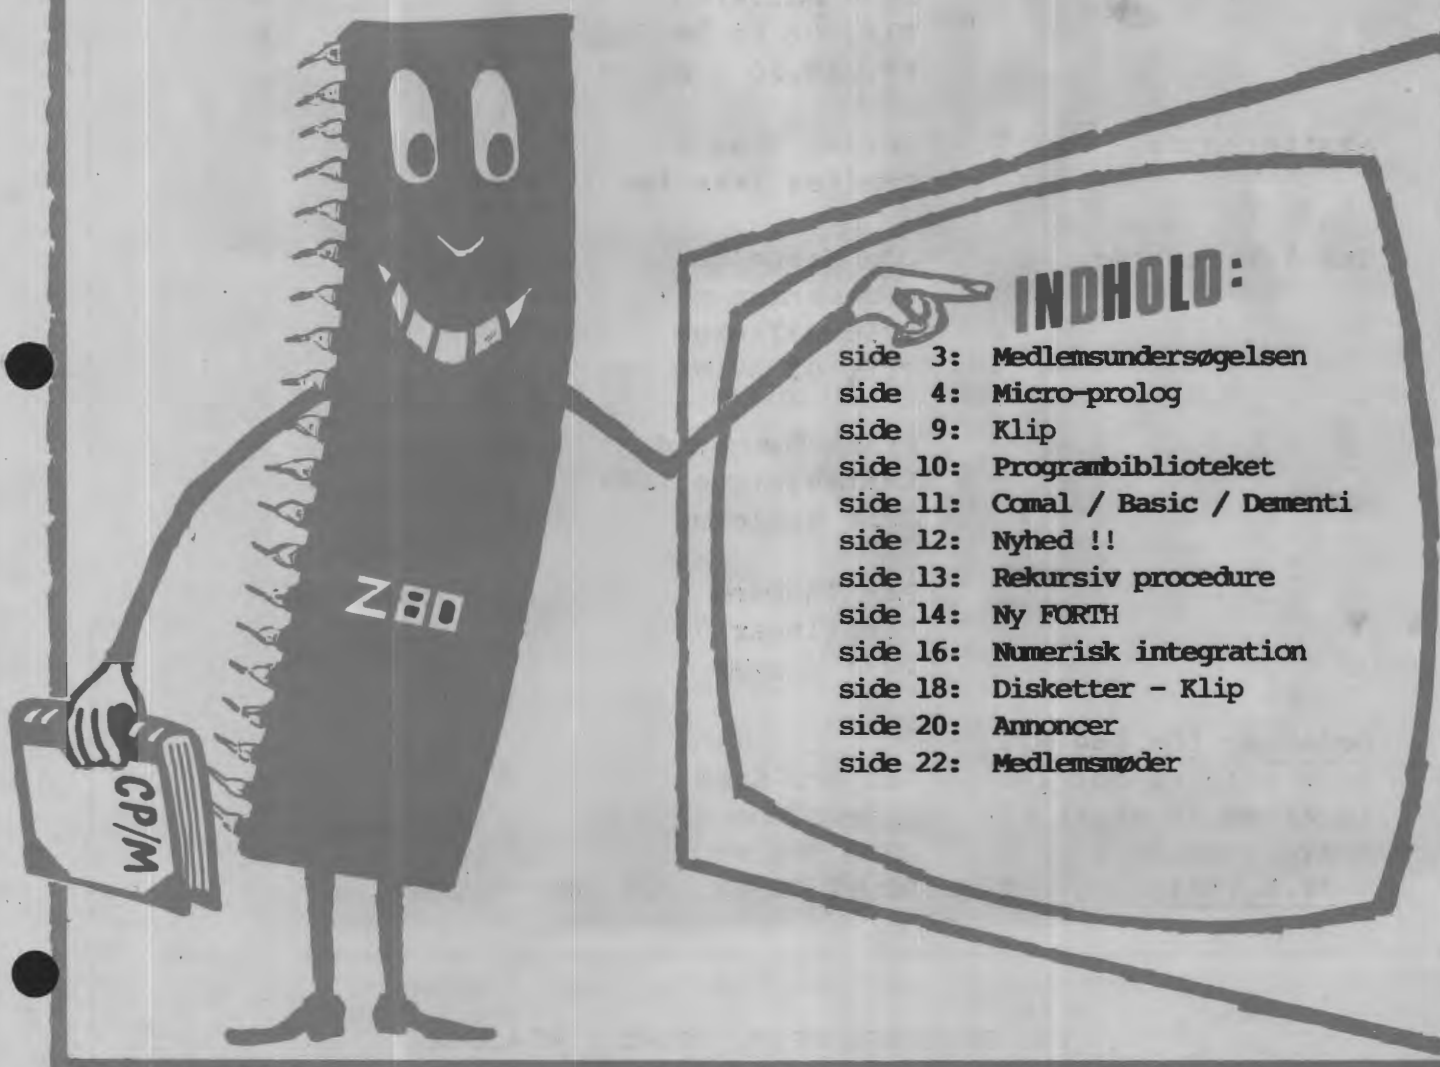 INDHOLD:
side 3: Medlemsundersøgelsen
side 4: Micro-prolog
side 9: Klip
side 10: Programbiblioteket
side 11: Comal / Basic / Dementi
side 12: Nyhed !!
side 13: Rekursiv procedure
side 14: Ny FORTH
side 16: Numerisk integration
side 18: Disketter - Klip
side 20: Annoncer
side 22: Medlemsmøder
Z80
CP/M